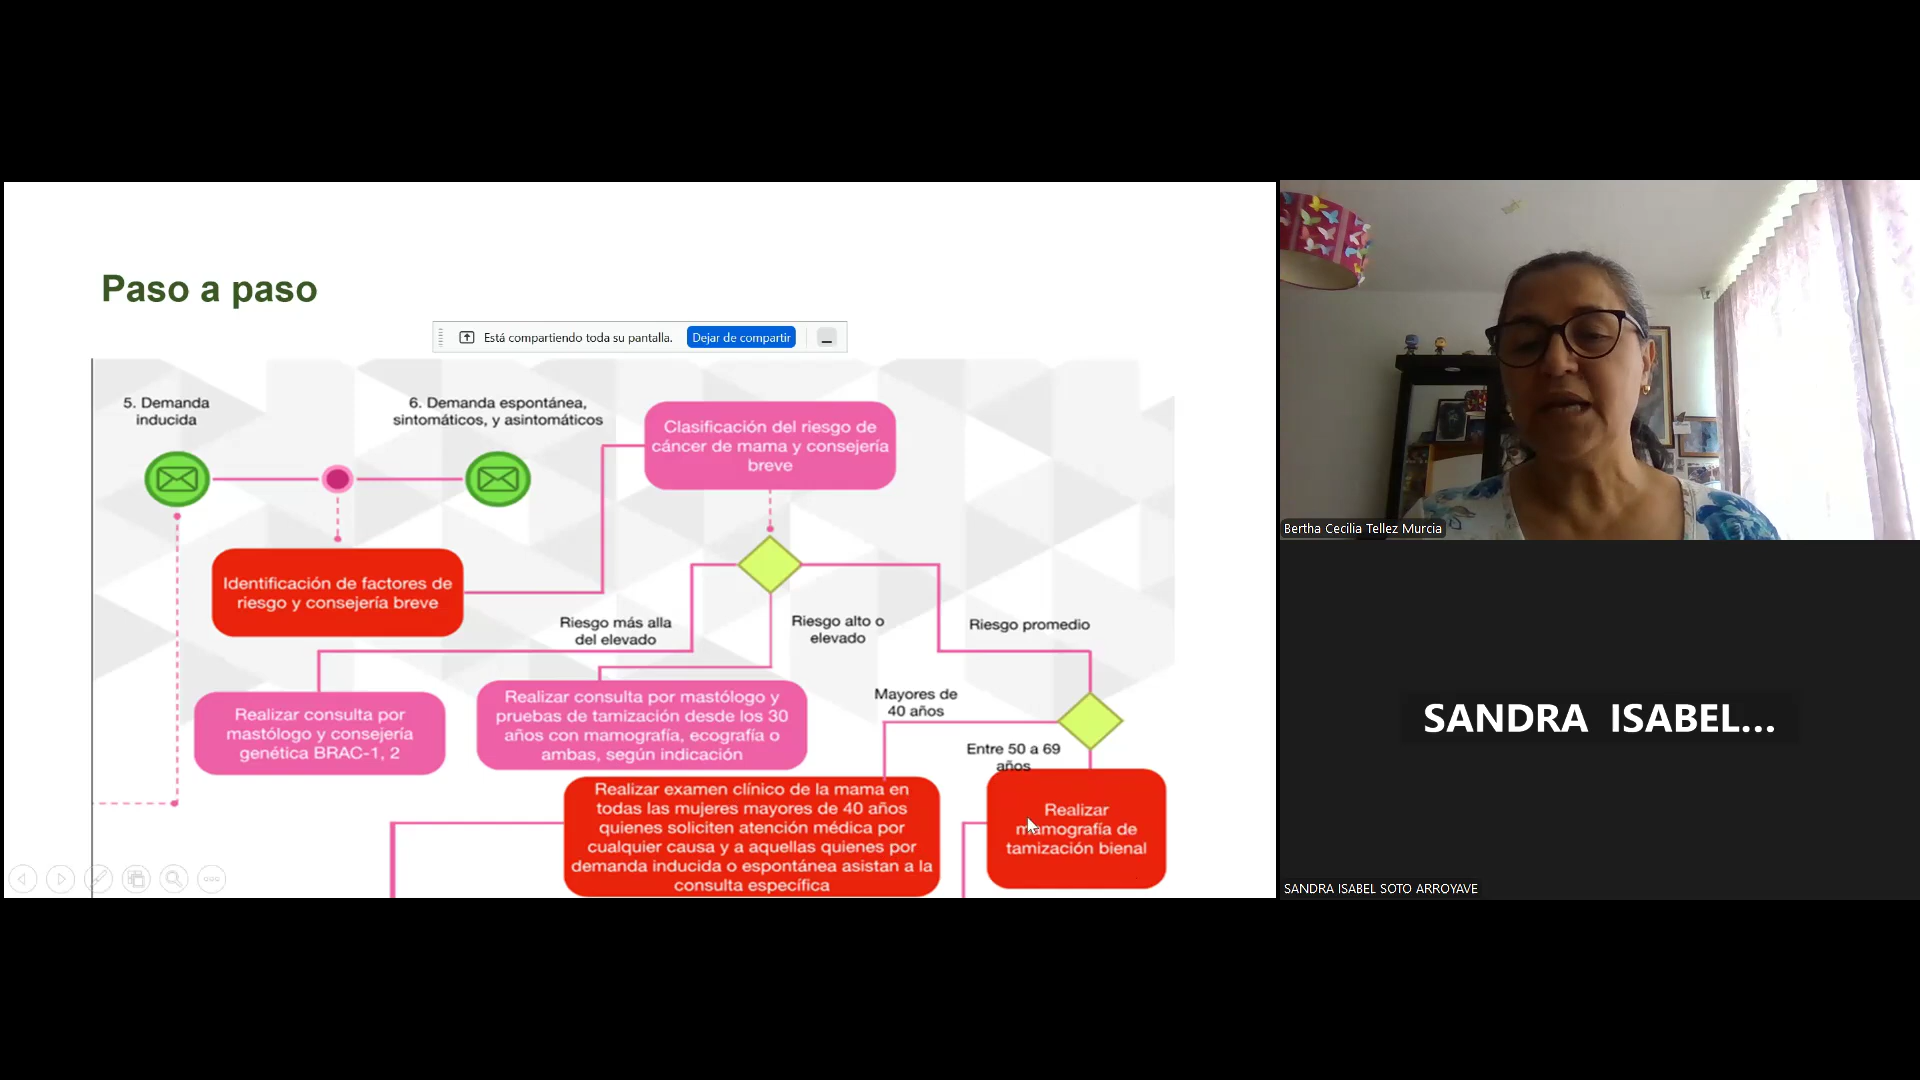 Paso a paso
Está compartiendo toda su pantalla.
Dejar de compartir
5. Demanda
inducida
6. Demanda espontánea,
sintomáticos, y asintomáticos
Clasificación del riesgo de
cáncer de mama y consejería
breve
Identificación de factores de
riesgo y consejería breve
Riesgo más alla
del elevado
Riesgo alto o
elevado
Riesgo promedio
Realizar consulta por
mastólogo y consejería
genética BRAC-1, 2
Realizar consulta por mastólogo y
pruebas de tamización desde los 30
años con mamografía, ecografía o
ambas, según indicación
Mayores de
40 años
Entre 50 a 69
años
Realizar examen clínico de la mama en
todas las mujeres mayores de 40 años
quienes soliciten atención médica por
cualquier causa y a aquellas quienes por
demanda inducida o espontánea asistan a la
consulta específica
Realizar
mamografía de
tamización bienal
Bertha Cecilia Tellez Murcia
SANDRA ISABEL...
SANDRA ISABEL SOTO ARROYAVE